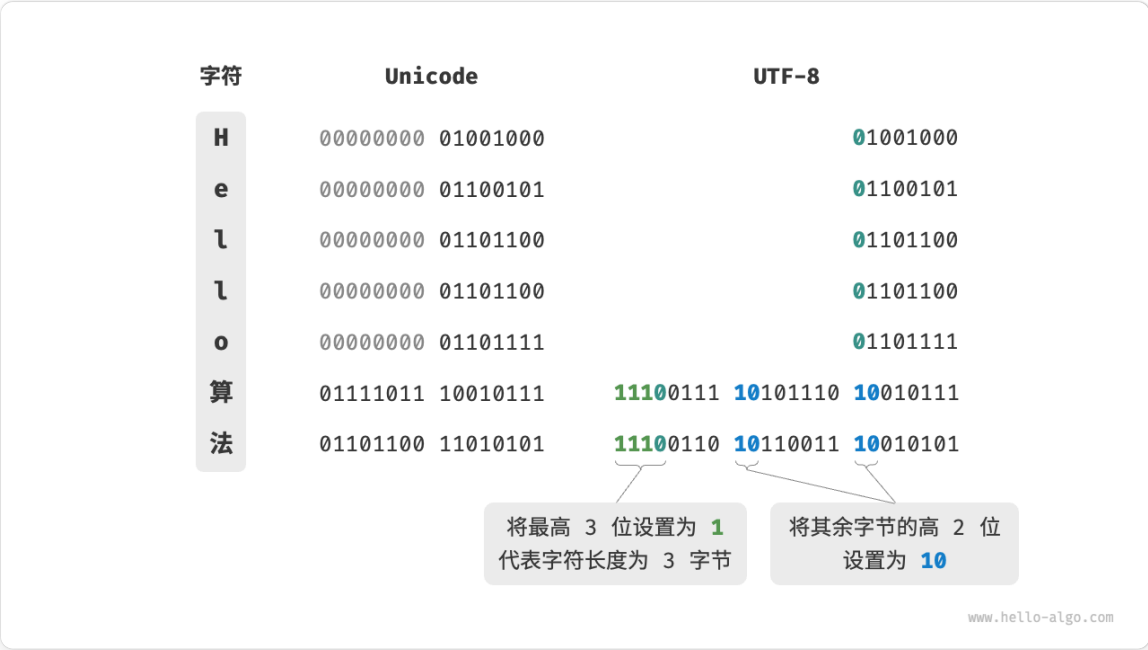 字符 Unicode UTF-8
H 00000000 01001000 01001000
e 00000000 01100101 01100101
l 00000000 01101100 01101100
l 00000000 01101100 01101100
o 00000000 01101111 01101111
算 01111011 10010111 11100111 10101110 10010111
法 01101100 11010101 11100110 10110011 10010101
将最高 3 位设置为 1
代表字符长度为 3 字节
将其余字节的高 2 位
设置为 10
www.hello-algo.com